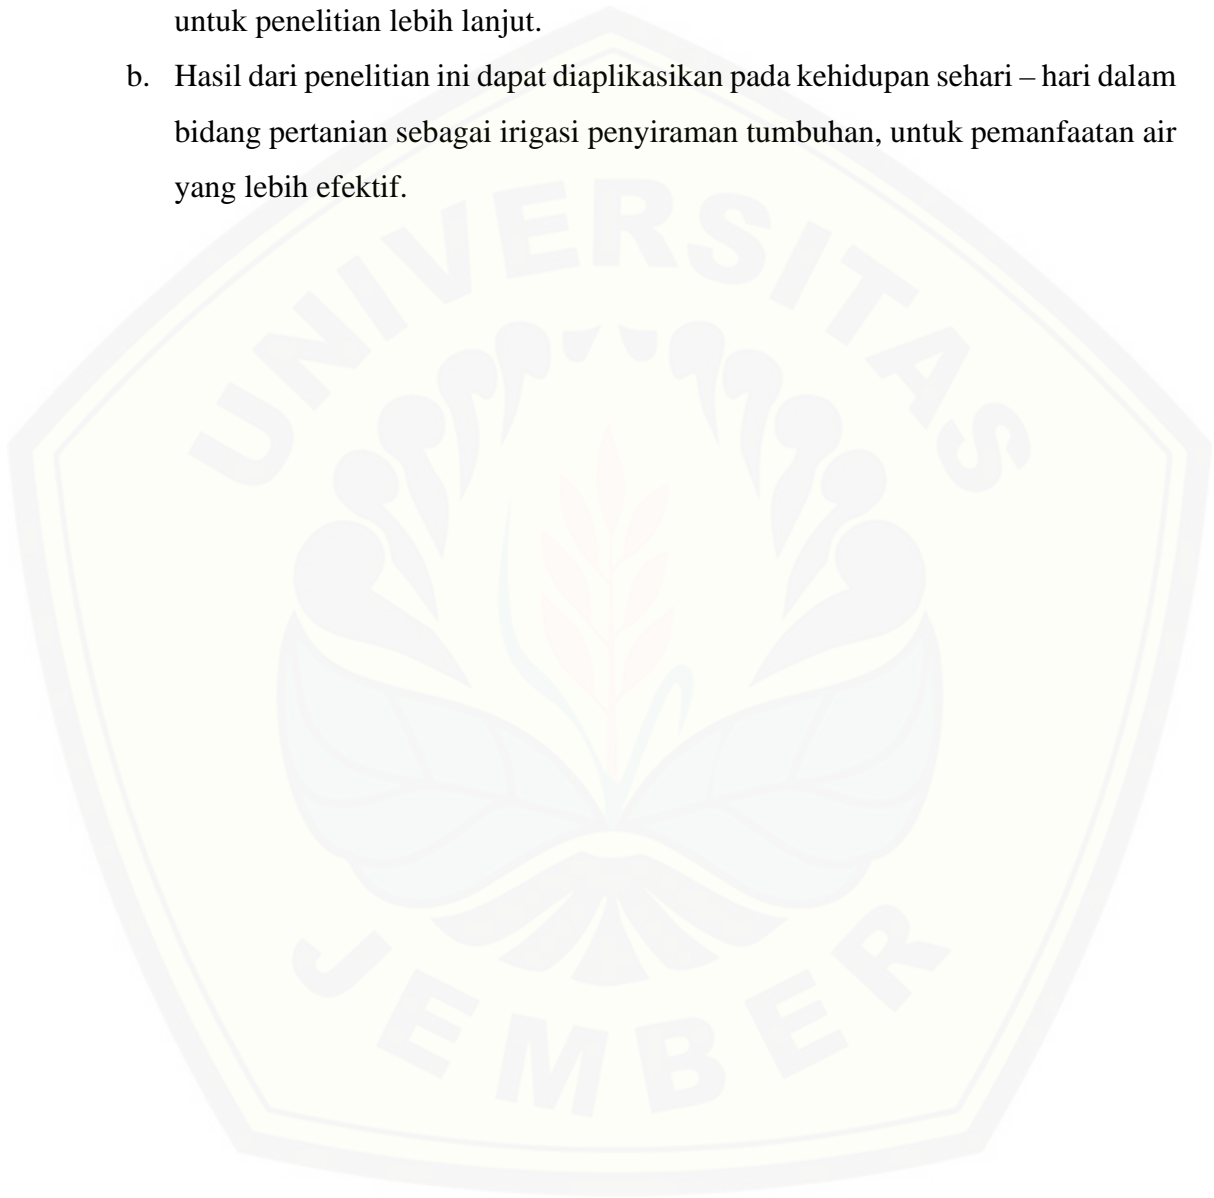 untuk penelitian lebih lanjut.
b. Hasil dari penelitian ini dapat diaplikasikan pada kehidupan sehari – hari dalam
bidang pertanian sebagai irigasi penyiraman tumbuhan, untuk pemanfaatan air
yang lebih efektif.
UNIVERSITAS
JEMBER